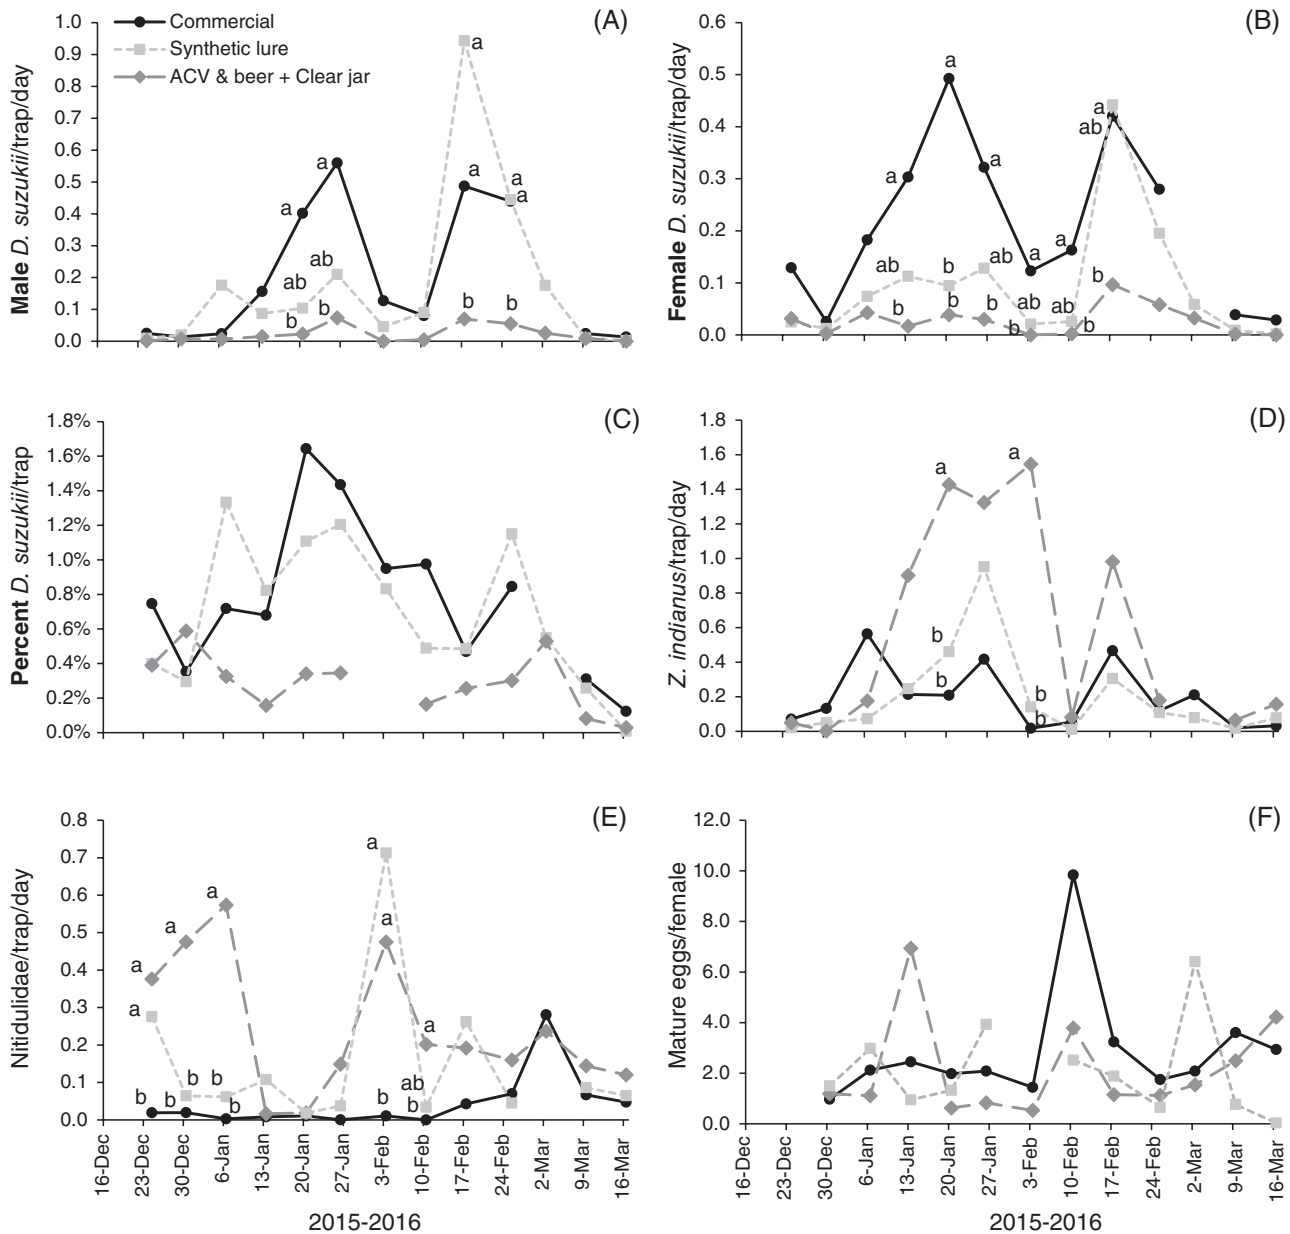 (A)
Male D. suzukii/trap/day
1.0
0.9
0.8
0.7
0.6
0.5
0.4
0.3
0.2
0.1
0.0
Commercial
Synthetic lure
ACV & beer + Clear jar
a
a
a
a
a
a
ab
ab
b
b
b
b
(B)
Female D. suzukii/trap/day
0.6
0.5
0.4
0.3
0.2
0.1
0.0
a
a
a
a
a
a
ab
ab
b
ab
ab
ab
b
b
b
b
b
b
(C)
Percent D. suzukii/trap
1.8%
1.6%
1.4%
1.2%
1.0%
0.8%
0.6%
0.4%
0.2%
0.0%
(D)
Z. indianus/trap/day
1.8
1.6
1.4
1.2
1.0
0.8
0.6
0.4
0.2
0.0
a
a
b
b
b
b
(E)
Nitidulidae/trap/day
0.8
0.7
0.6
0.5
0.4
0.3
0.2
0.1
0.0
a
a
a
a
a
a
a
b
b
b
b
b
b
ab
b
16-Dec
23-Dec
30-Dec
6-Jan
13-Jan
20-Jan
27-Jan
3-Feb
10-Feb
17-Feb
24-Feb
2-Mar
9-Mar
16-Mar
2015-2016
(F)
Mature eggs/female
12.0
10.0
8.0
6.0
4.0
2.0
0.0
16-Dec
23-Dec
30-Dec
6-Jan
13-Jan
20-Jan
27-Jan
3-Feb
10-Feb
17-Feb
24-Feb
2-Mar
9-Mar
16-Mar
2015-2016